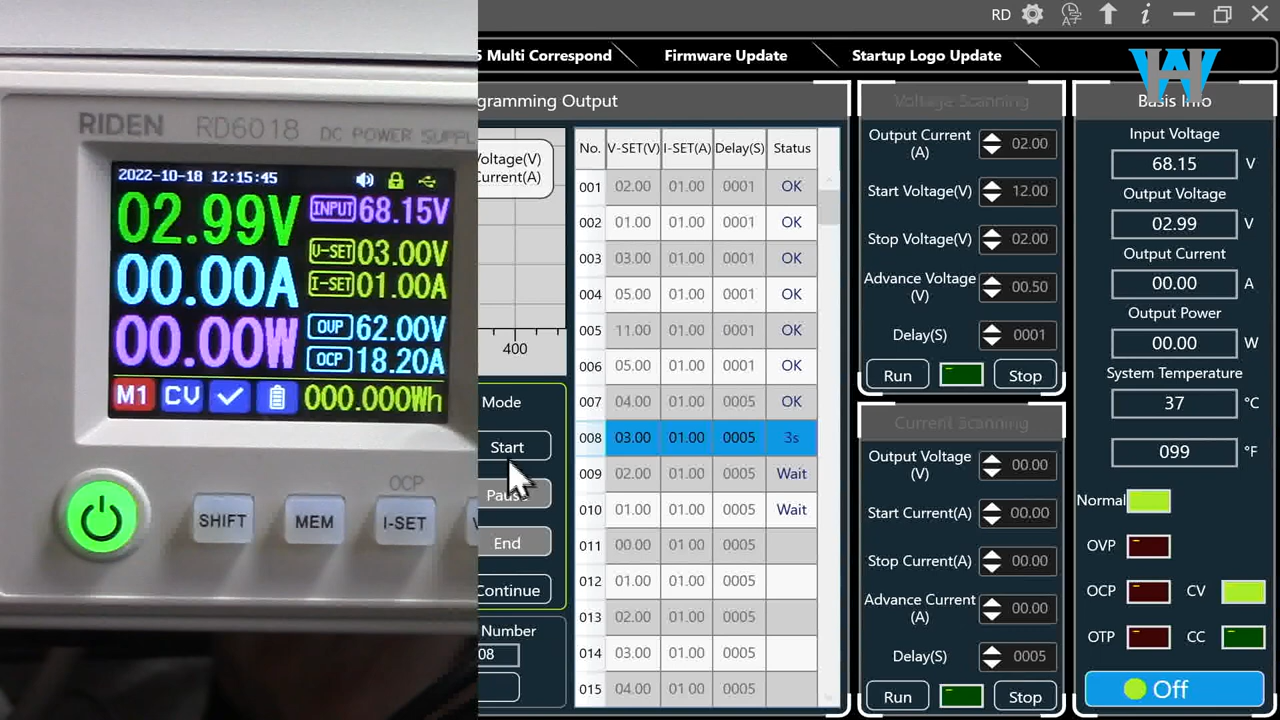 RIDEN RD6018 DC POWER SUPPL
2022-10-18 12:15:45
02.99V
INPUT 68.15V
V-SET 03.00V
00.00A
I-SET 01.00A
OVP 62.00V
00.00W
OCP 18.20A
M1 CV 000.000Wh
OCP
SHIFT MEM I-SET
RD
5 Multi Correspond
Firmware Update
Startup Logo Update
gramming Output
Voltage(V)
Current(A)
400
Mode
Start
Pause
End
Continue
Number
08
No. V-SET(V) I-SET(A) Delay(S) Status
001 02.00 01.00 0001 OK
002 01.00 01.00 0001 OK
003 03.00 01.00 0001 OK
004 05.00 01.00 0001 OK
005 11.00 01.00 0001 OK
006 05.00 01.00 0001 OK
007 04.00 01.00 0005 OK
008 03.00 01.00 0005 3s
009 02.00 01.00 0005 Wait
010 01.00 01.00 0005 Wait
011 00.00 01 00 0005
012 01.00 01.00 0005
013 02.00 01.00 0005
014 03.00 01.00 0005
015 04.00 01.00 0005
Voltage Scanning
Output Current
(A) 02.00
Start Voltage(V) 12.00
Stop Voltage(V) 02.00
Advance Voltage
(V) 00.50
Delay(S) 0001
Run Stop
Current Scanning
Output Voltage
(V) 00.00
Start Current(A) 00.00
Stop Current(A) 00.00
Advance Current
(A) 00.00
Delay(S) 0005
Run Stop
Basis Info
Input Voltage
68.15 V
Output Voltage
02.99 V
Output Current
00.00 A
Output Power
00.00 W
System Temperature
37 °C
099 °F
Normal
OVP
OCP CV
OTP CC
Off